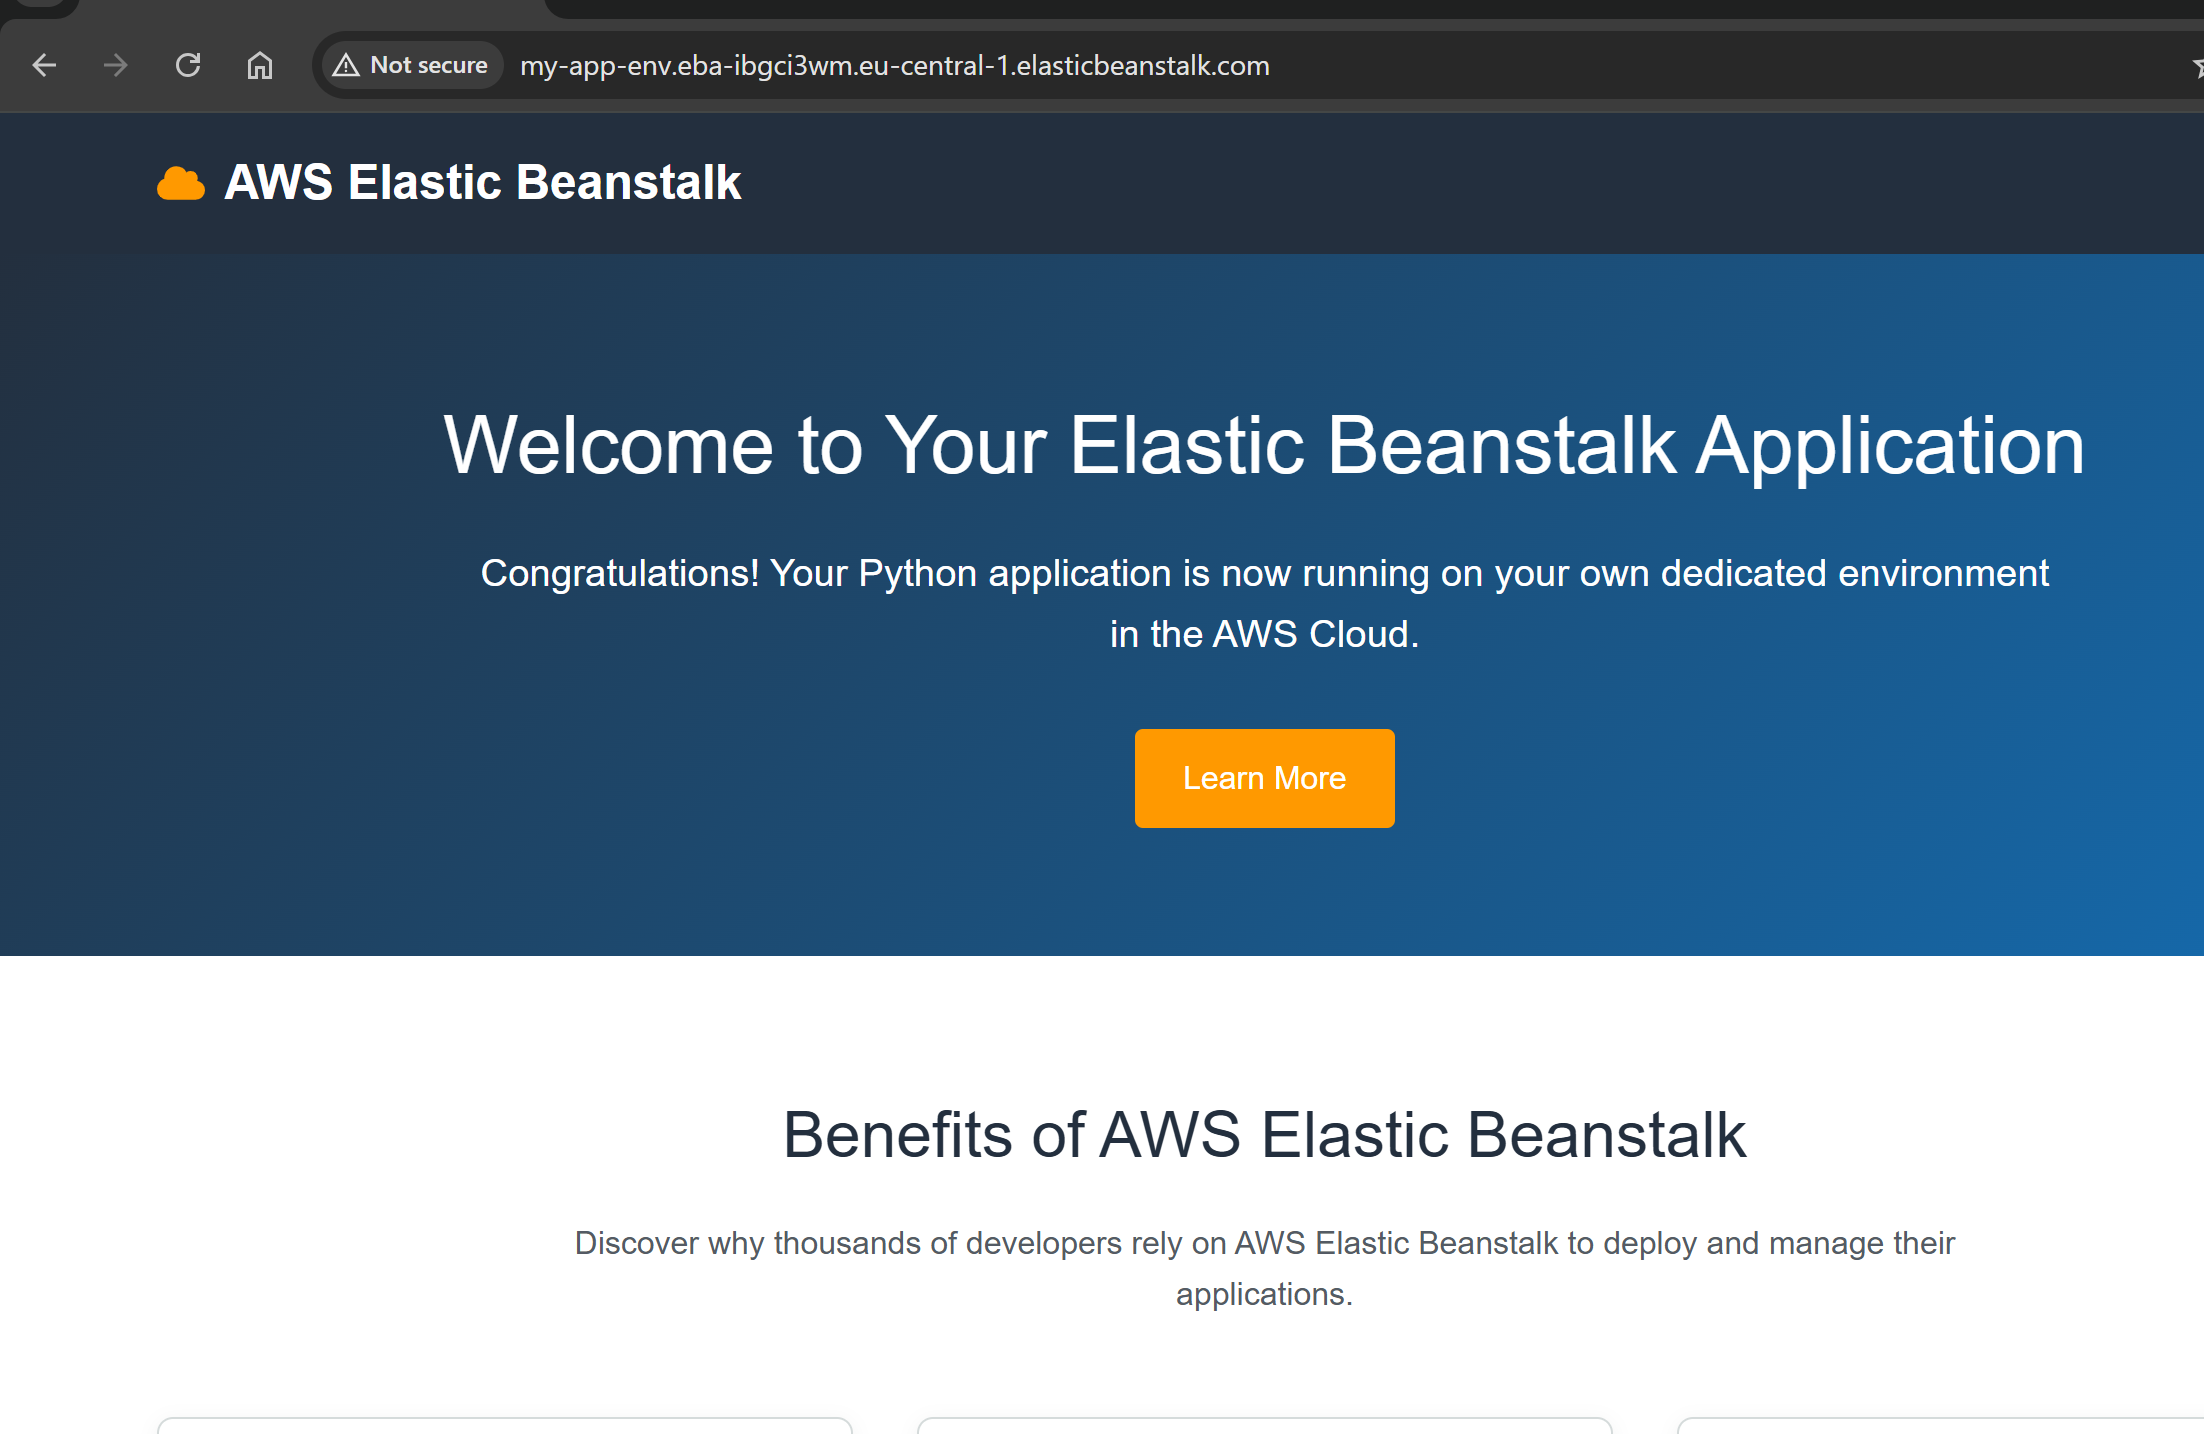 Not secure my-app-env.eba-ibgci3wm.eu-central-1.elasticbeanstalk.com
AWS Elastic Beanstalk
Welcome to Your Elastic Beanstalk Application
Congratulations! Your Python application is now running on your own dedicated environment
in the AWS Cloud.
Learn More
Benefits of AWS Elastic Beanstalk
Discover why thousands of developers rely on AWS Elastic Beanstalk to deploy and manage their
applications.